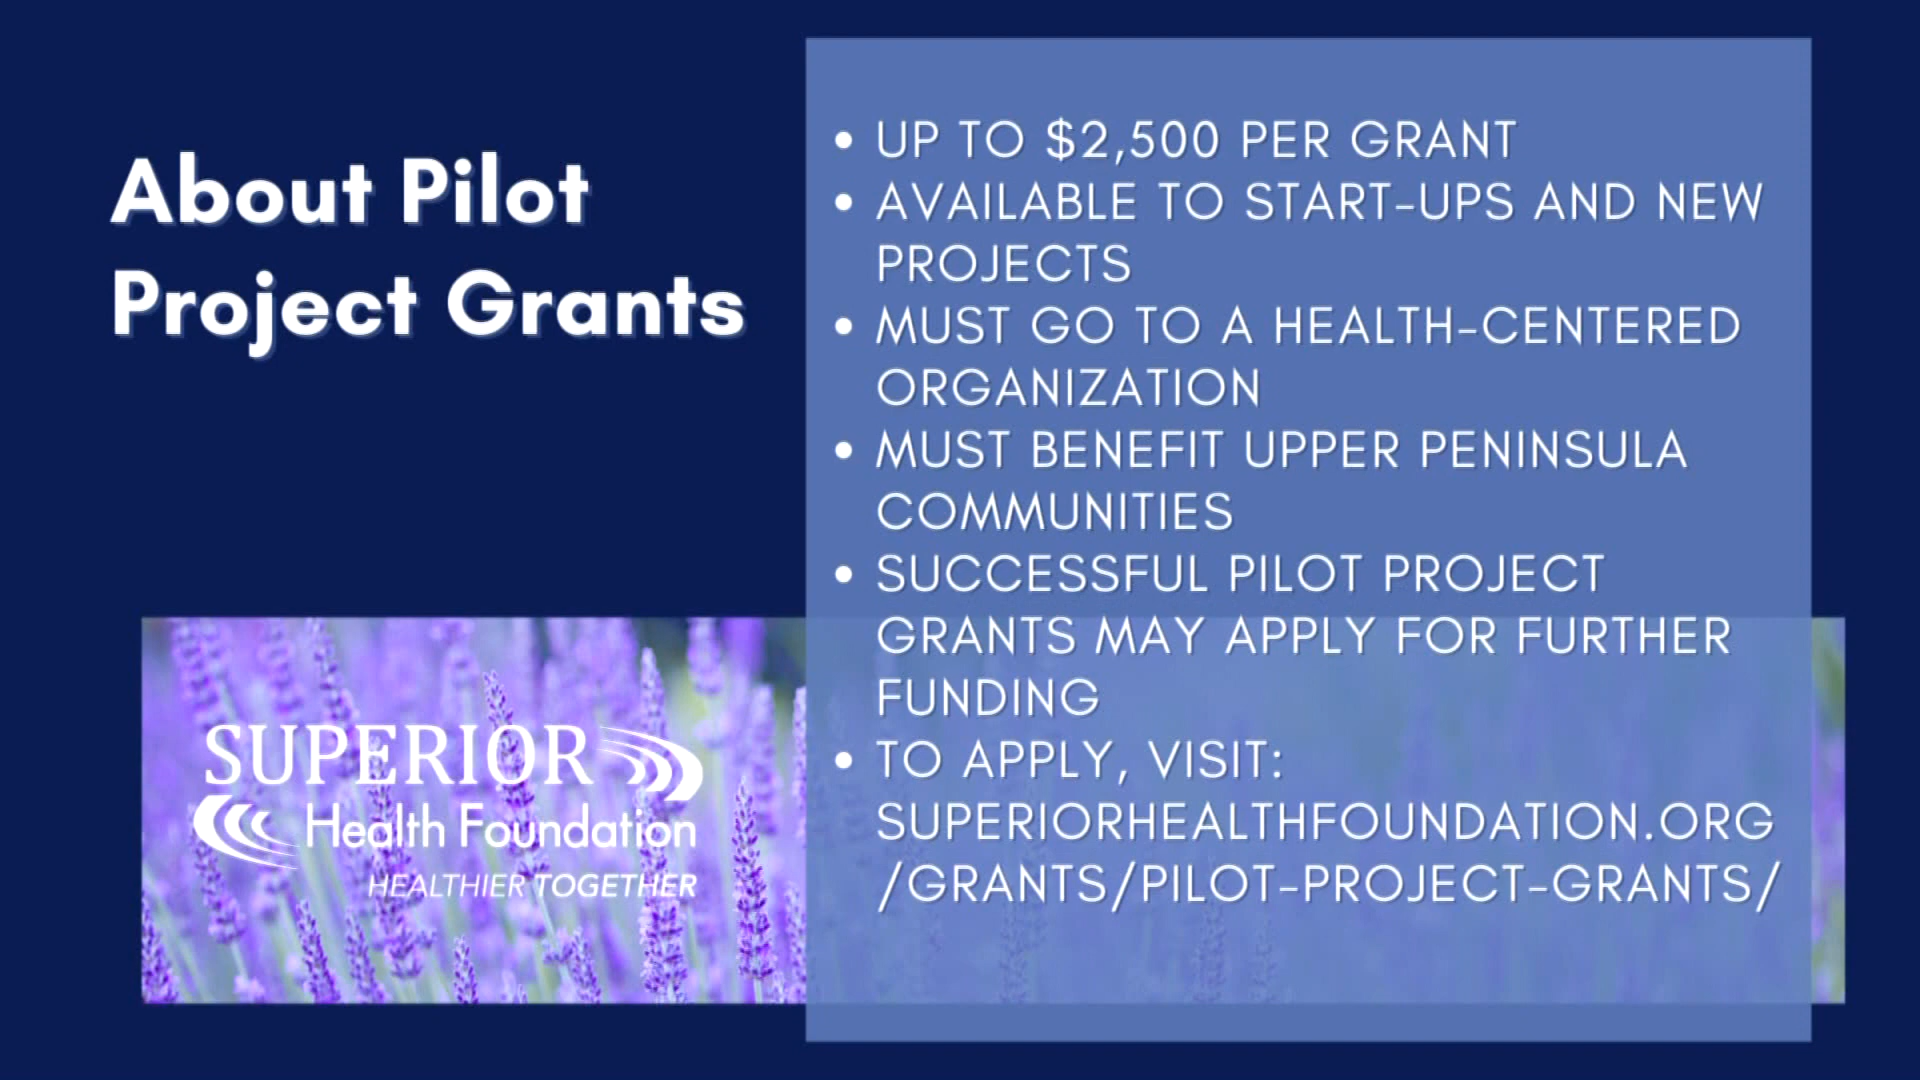 About Pilot
Project Grants
SUPERIOR
Health Foundation
HEALTHIER TOGETHER
• UP TO $2,500 PER GRANT
• AVAILABLE TO START-UPS AND NEW
PROJECTS
• MUST GO TO A HEALTH-CENTERED
ORGANIZATION
• MUST BENEFIT UPPER PENINSULA
COMMUNITIES
• SUCCESSFUL PILOT PROJECT
GRANTS MAY APPLY FOR FURTHER
FUNDING
• TO APPLY, VISIT:
SUPERIORHEALTHFOUNDATION.ORG
/GRANTS/PILOT-PROJECT-GRANTS/